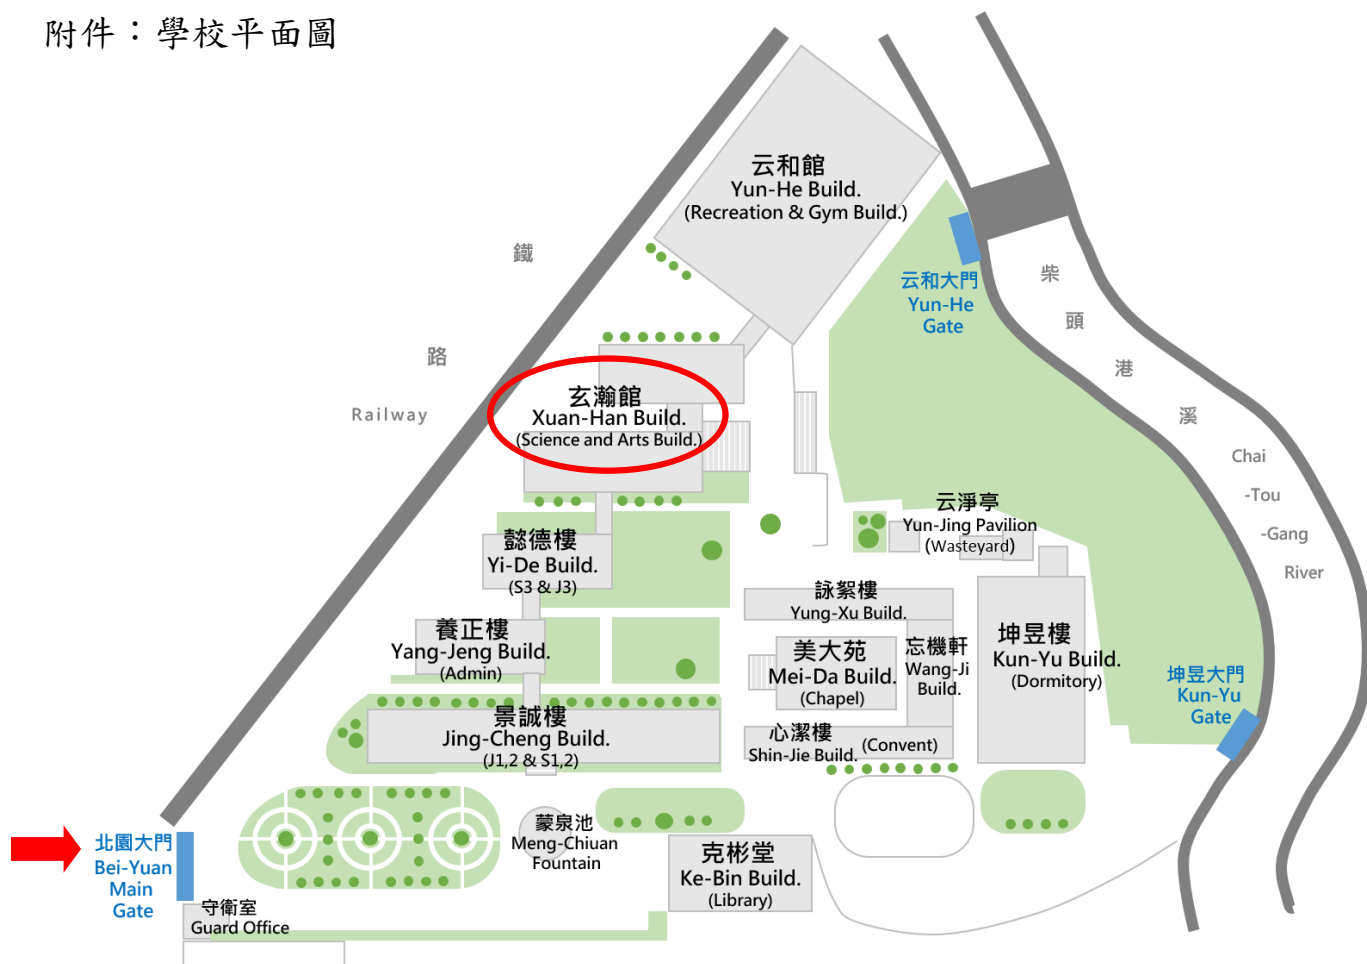 附件：學校平面圖
云和館
Yun-He Build.
(Recreation & Gym Build.)
鐵
路
Railway
云和大門
Yun-He
Gate
柴
頭
港
溪
Chai
-Tou
-Gang
River
玄瀚館
Xuan-Han Build.
(Science and Arts Build.)
云淨亭
Yun-Jing Pavilion
(Wasteyard)
懿德樓
Yi-De Build.
(S3 & J3)
詠絮樓
Yung-Xu Build.
養正樓
Yang-Jeng Build.
(Admin)
美大苑
Mei-Da Build.
(Chapel)
忘機軒
Wang-Ji
Build.
坤昱樓
Kun-Yu Build.
(Dormitory)
坤昱大門
Kun-Yu
Gate
景誠樓
Jing-Cheng Build.
(J1,2 & S1,2)
心潔樓
Shin-Jie Build.
(Convent)
北園大門
Bei-Yuan
Main
Gate
蒙泉池
Meng-Chiuan
Fountain
克彬堂
Ke-Bin Build.
(Library)
守衛室
Guard Office